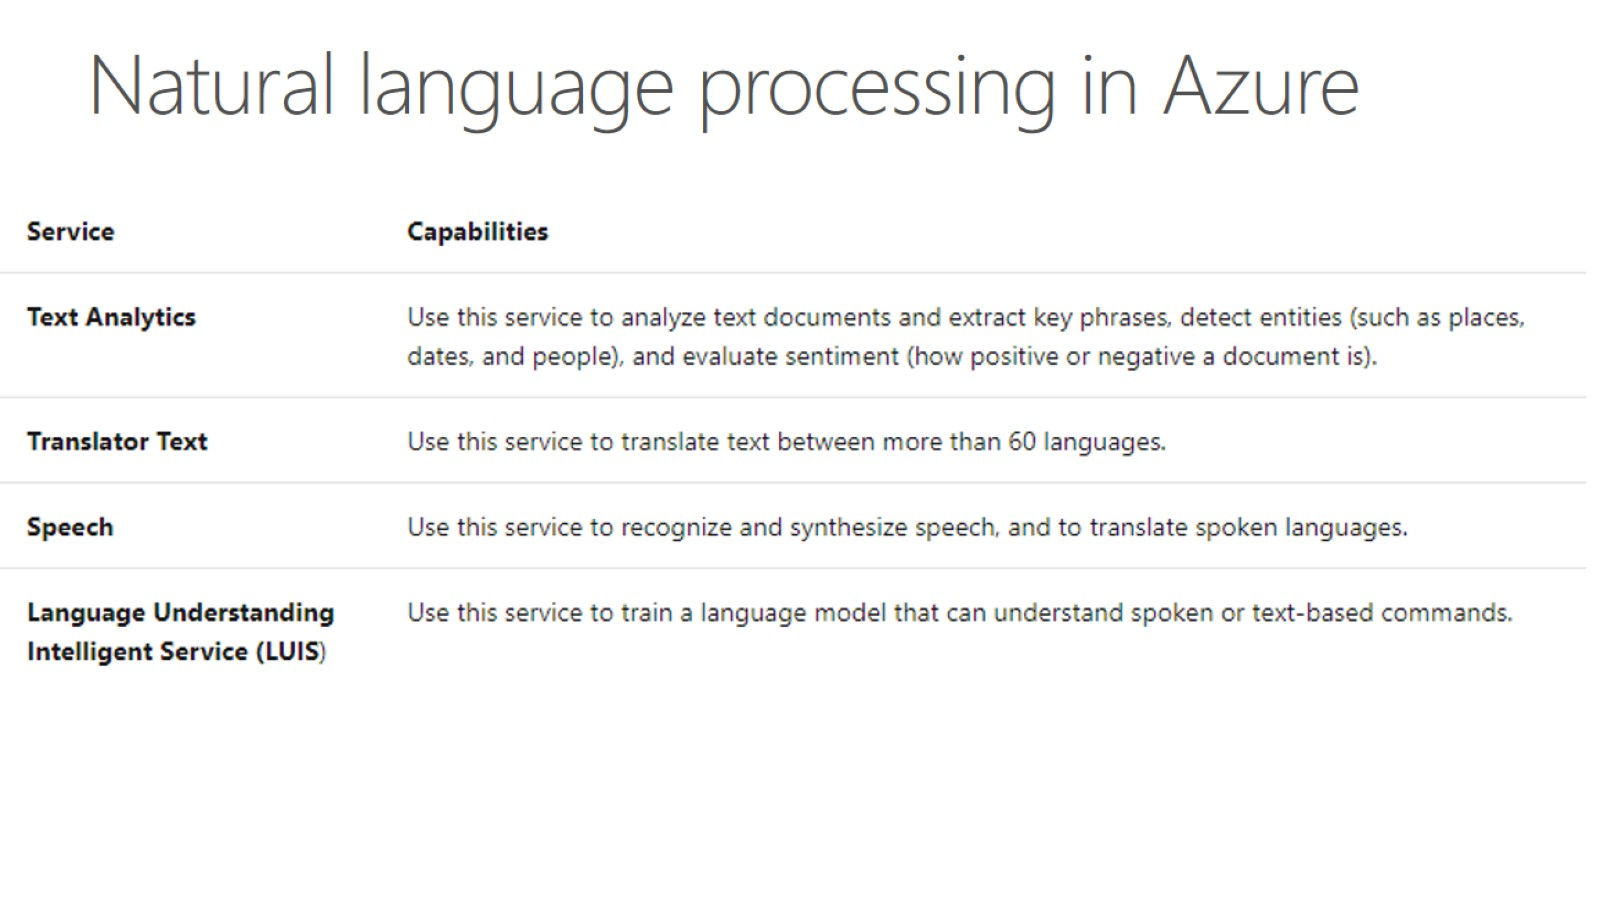 Natural language processing in Azure
Service
Capabilities
Text Analytics
Use this service to analyze text documents and extract key phrases, detect entities (such as places,
dates, and people), and evaluate sentiment (how positive or negative a document is).
Translator Text
Use this service to translate text between more than 60 languages.
Speech
Use this service to recognize and synthesize speech, and to translate spoken languages.
Language Understanding
Intelligent Service (LUIS)
Use this service to train a language model that can understand spoken or text-based commands.